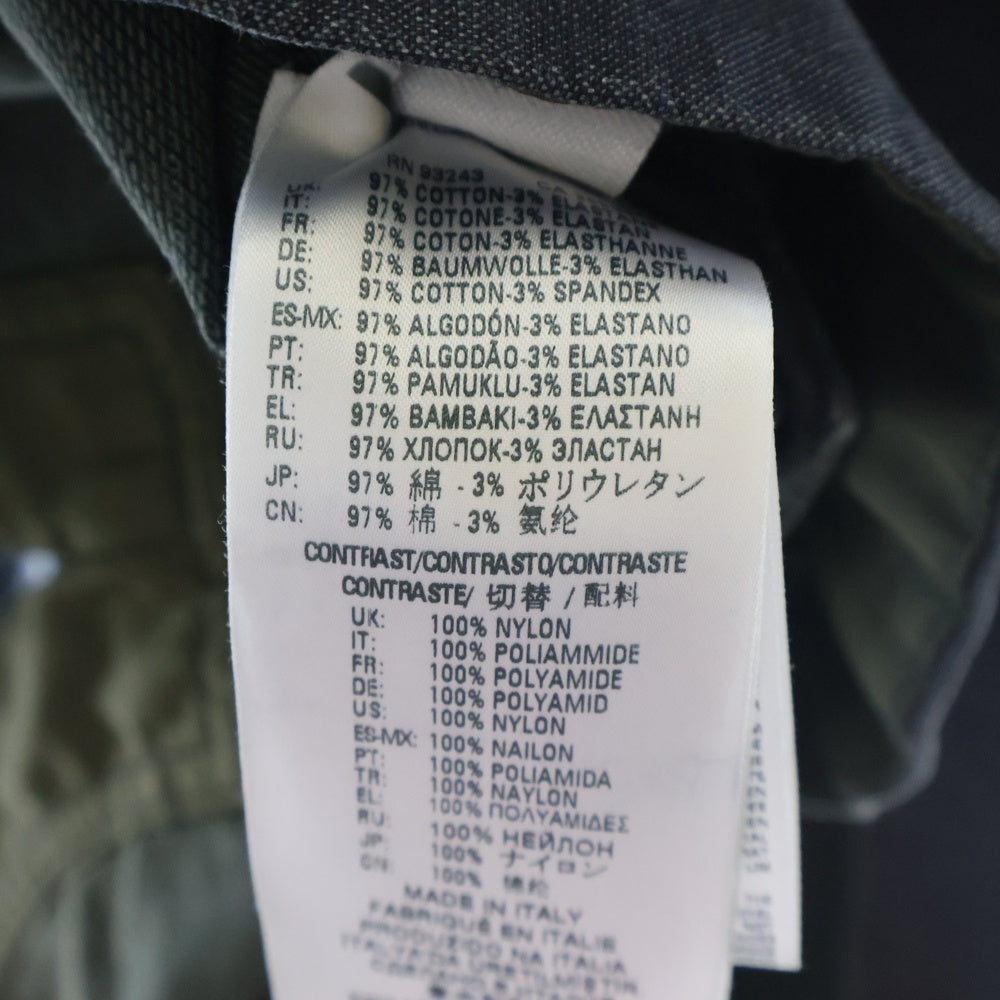 RN 93243
UK: 97% COTTON-3% ELASTAN
IT: 97% COTONE-3% ELASTAN
FR: 97% COTON-3% ELASTHANNE
DE: 97% BAUMWOLLE-3% ELASTHAN
US: 97% COTTON-3% SPANDEX
ES-MX: 97% ALGODÓN-3% ELASTANO
PT: 97% ALGODÃO-3% ELASTANO
TR: 97% PAMUKLU-3% ELASTAN
EL: 97% BAMBAKI-3% ΕΛΑΣΤΑΝΗ
RU: 97% ХЛОПОК-3% ЭЛАСТАН
JP: 97% 綿 - 3% ポリウレタン
CN: 97% 棉 - 3% 氨纶
CONTRAST/CONTRASTO/CONTRASTE
CONTRASTE/ 切替 / 配料
UK: 100% NYLON
IT: 100% POLIAMMIDE
FR: 100% POLYAMIDE
DE: 100% POLYAMID
US: 100% NYLON
ES-MX: 100% NAILON
PT: 100% POLIAMIDA
TR: 100% NAYLON
EL: 100% ΠΟΛΥΑΜΙΔΕΣ
RU: 100% НЕЙЛОН
JP: 100% ナイロン
CN: 100% 锦纶
MADE IN ITALY
FABRIQUÉ EN ITALIE
PRODUZIDO NA ITALIA